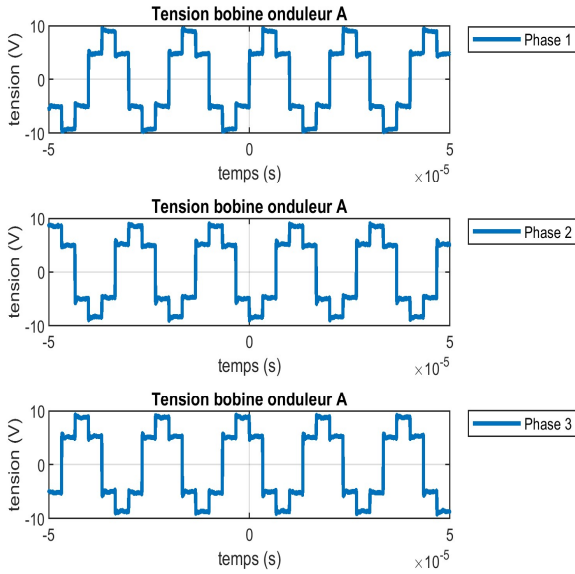 Tension bobine onduleur A
tension (V)
10
0
-10
-5
0
5
temps (s)
×10-5
Phase 1
Tension bobine onduleur A
tension (V)
10
0
-10
-5
0
5
temps (s)
×10-5
Phase 2
Tension bobine onduleur A
tension (V)
10
0
-10
-5
0
5
temps (s)
×10-5
Phase 3